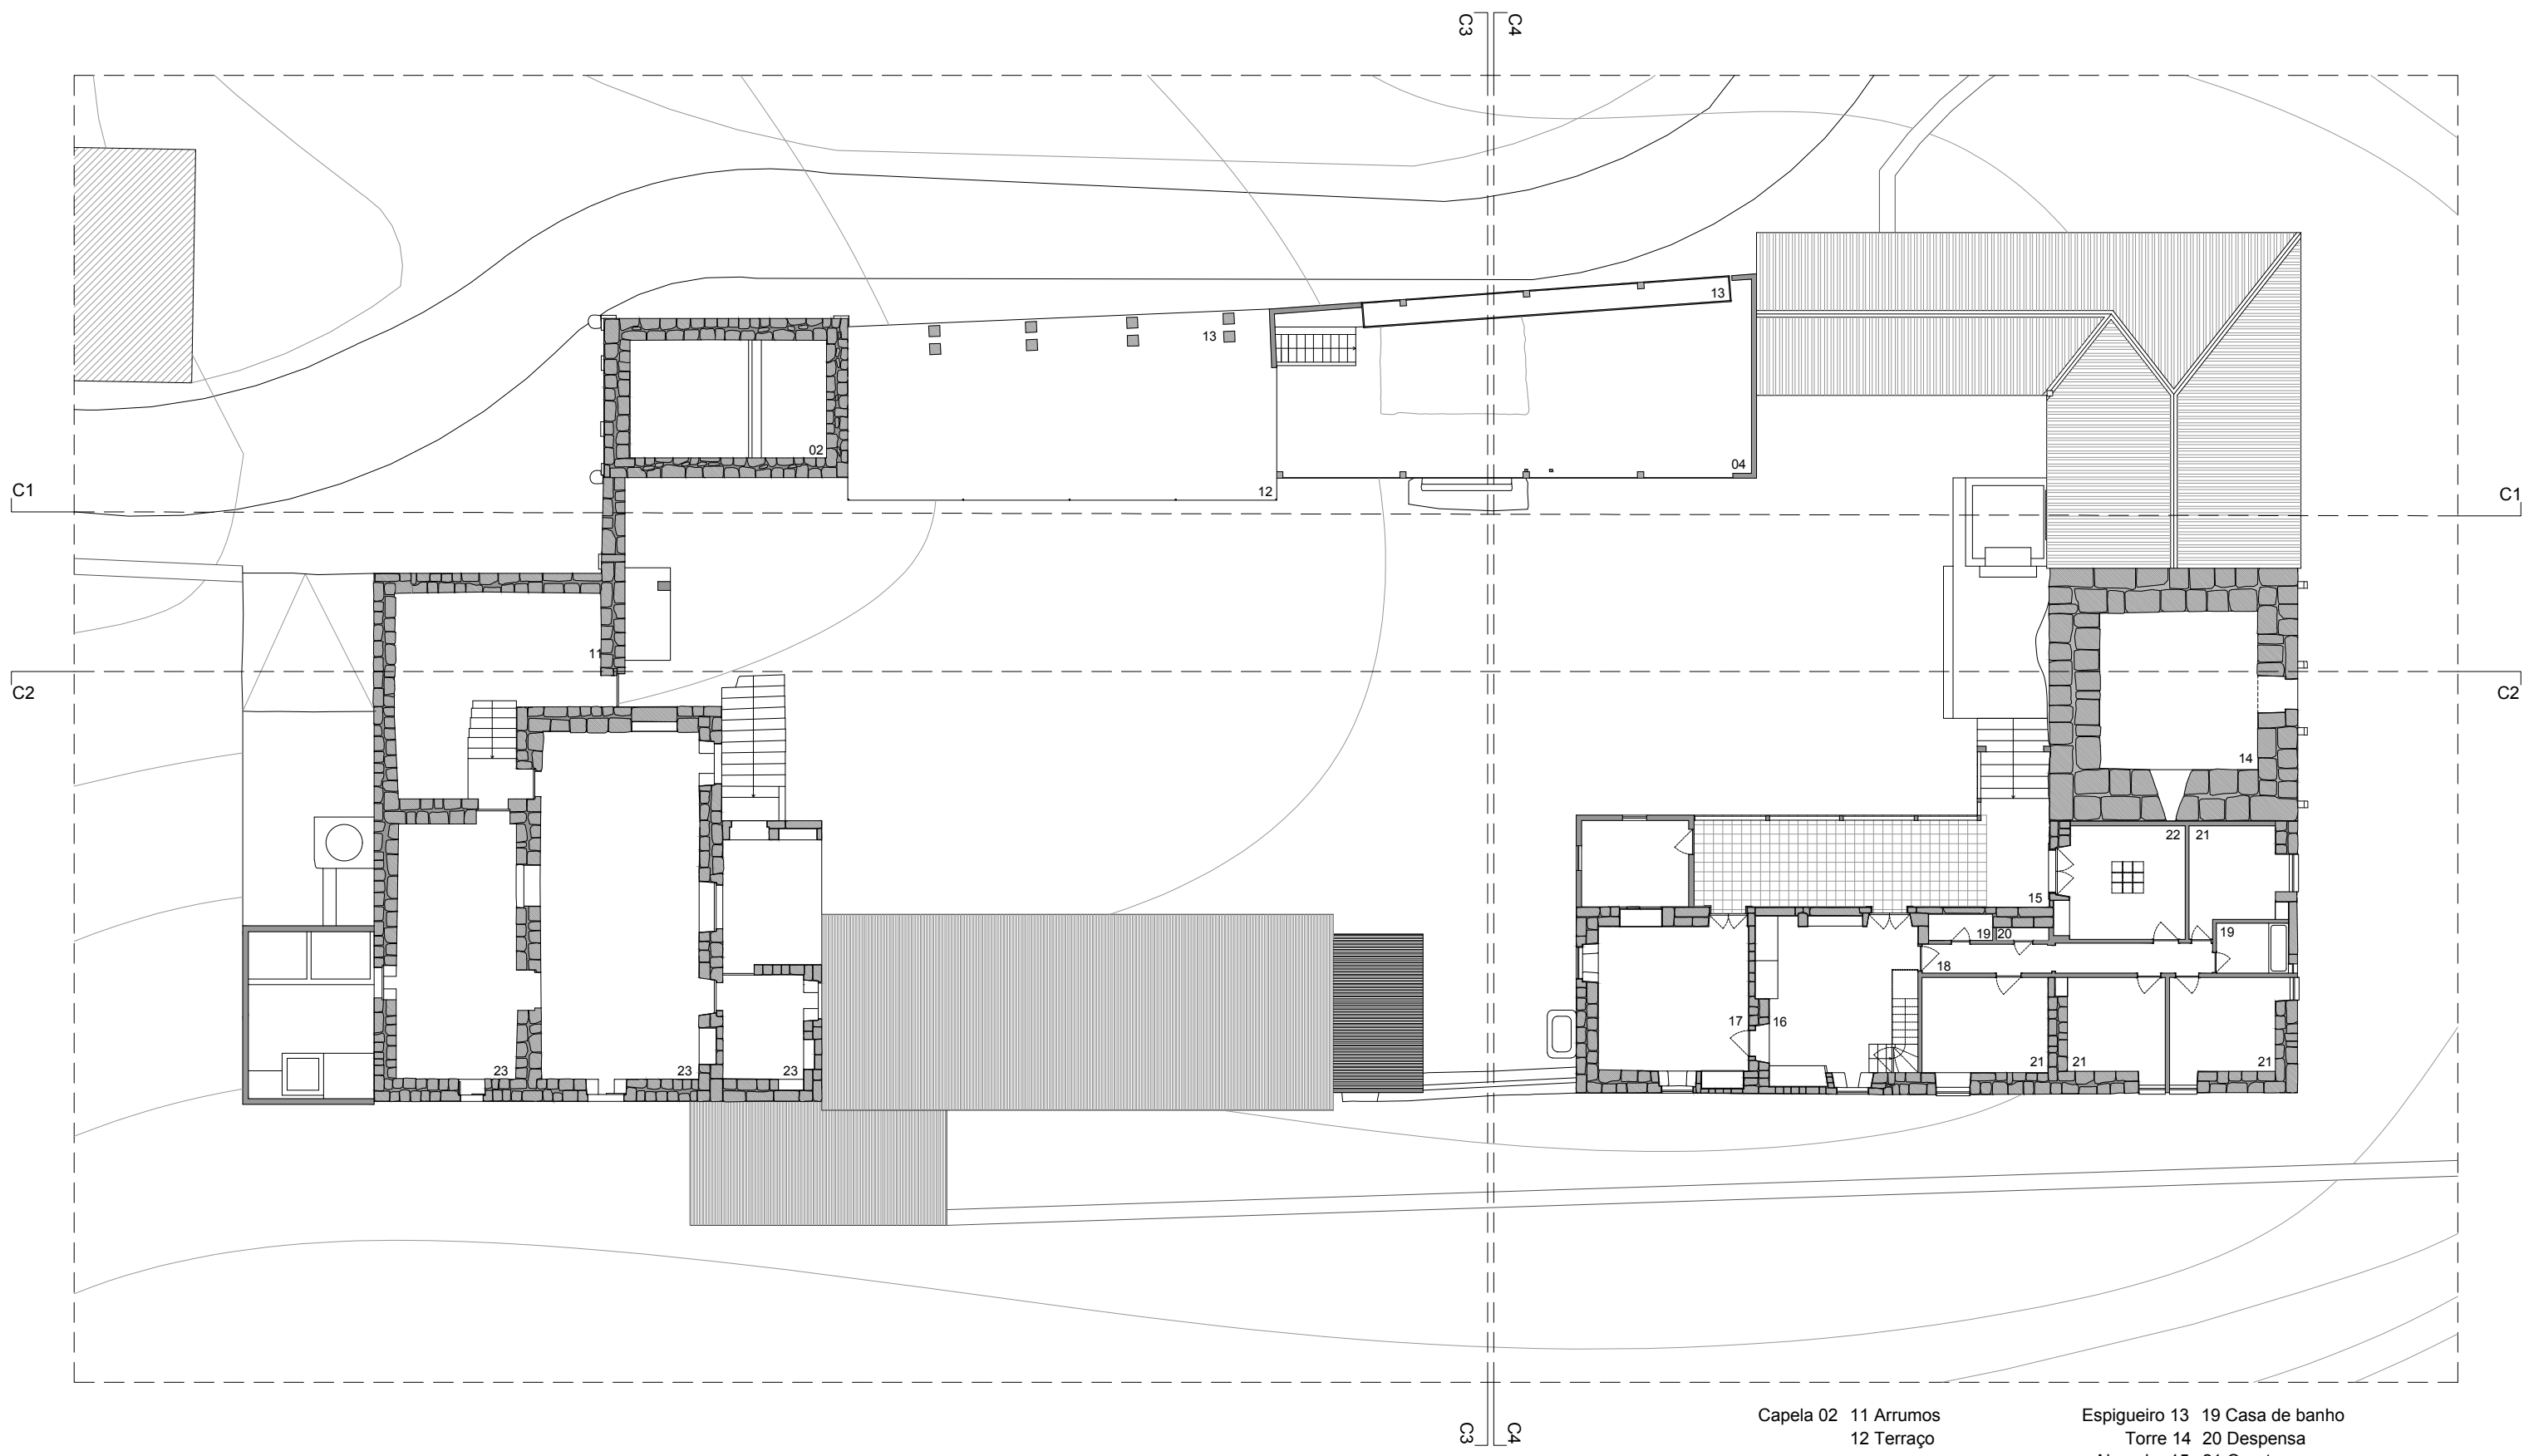 C3 C4
13
13
02
04
12
C1 C1
11
C2 C2
14
22 21
15
19 20 19
18
17 16
23 23 23 21 21 21
C3 C4
Capela 02 11 Arrumos Espigueiro 13 19 Casa de banho
12 Terraço Torre 14 20 Despensa